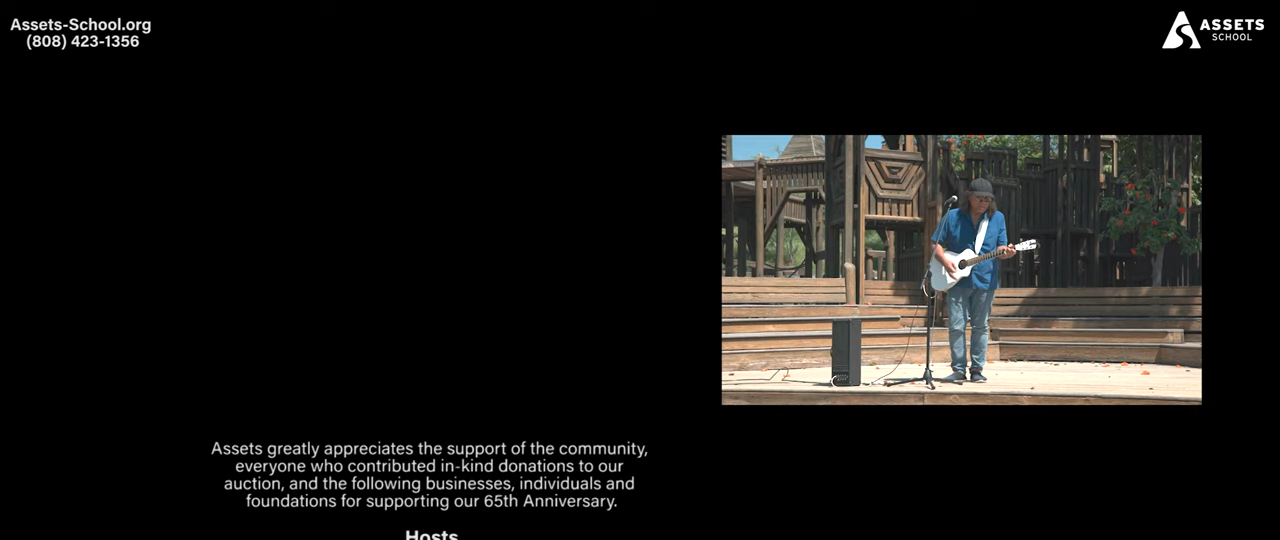 Assets-School.org
(808) 423-1356
ASSETS
SCHOOL
Assets greatly appreciates the support of the community,
everyone who contributed in-kind donations to our
auction, and the following businesses, individuals and
foundations for supporting our 65th Anniversary.
Hosts